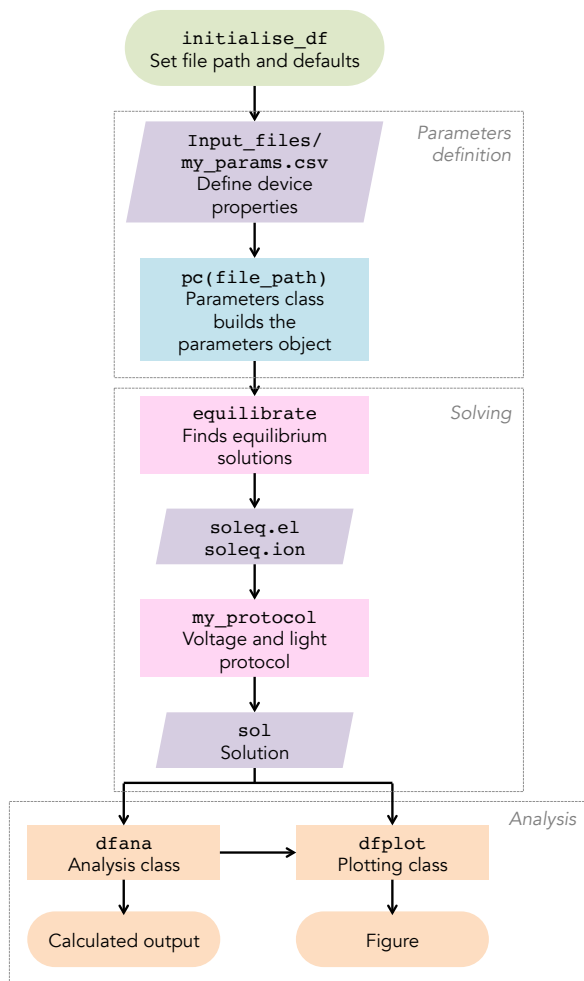 initialise_df
Set file path and defaults
Parameters
definition
Input_files/
my_params.csv
Define device
properties
pc(file_path)
Parameters class
builds the
parameters object
Solving
equilibrate
Finds equilibrium
solutions
soleq.el
soleq.ion
my_protocol
Voltage and light
protocol
sol
Solution
Analysis
dfana
Analysis class
dfplot
Plotting class
Calculated output
Figure